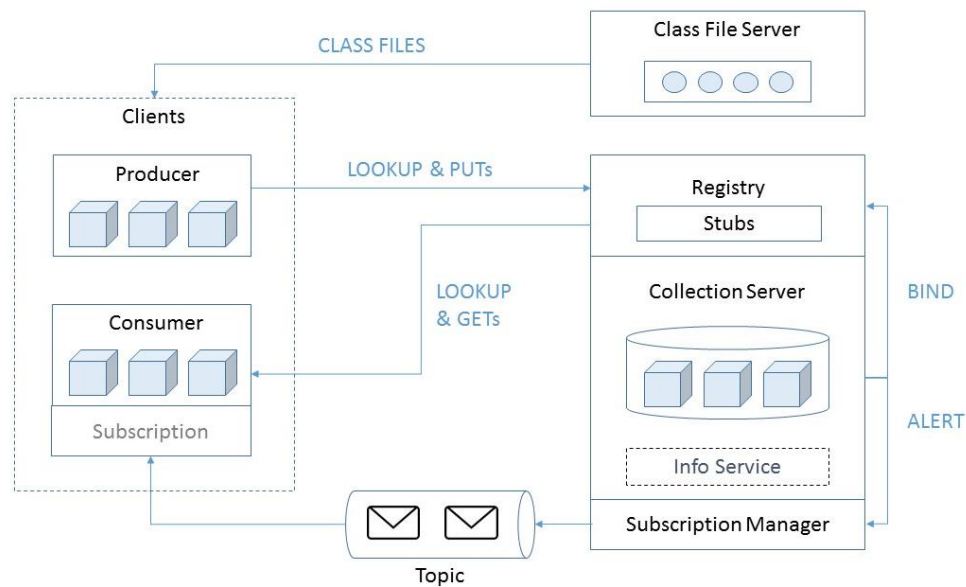 Class File Server
CLASS FILES
Clients
Producer
LOOKUP & PUTs
Registry
Stubs
LOOKUP
& GETs
Collection Server
BIND
Consumer
Subscription
ALERT
Info Service
Subscription Manager
Topic